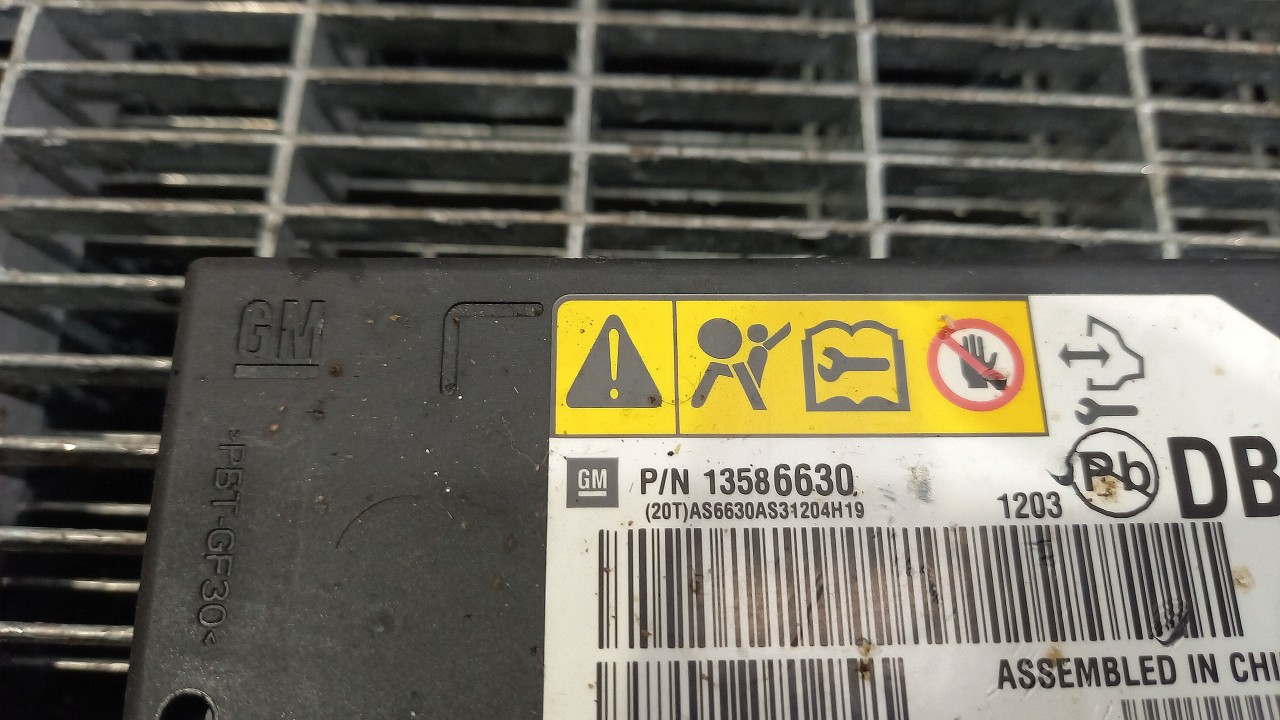 GM
>PBT-GF30<
GM P/N 13586630
(20T)AS6630AS31204H19
1203
Pb
DB
ASSEMBLED IN CHI